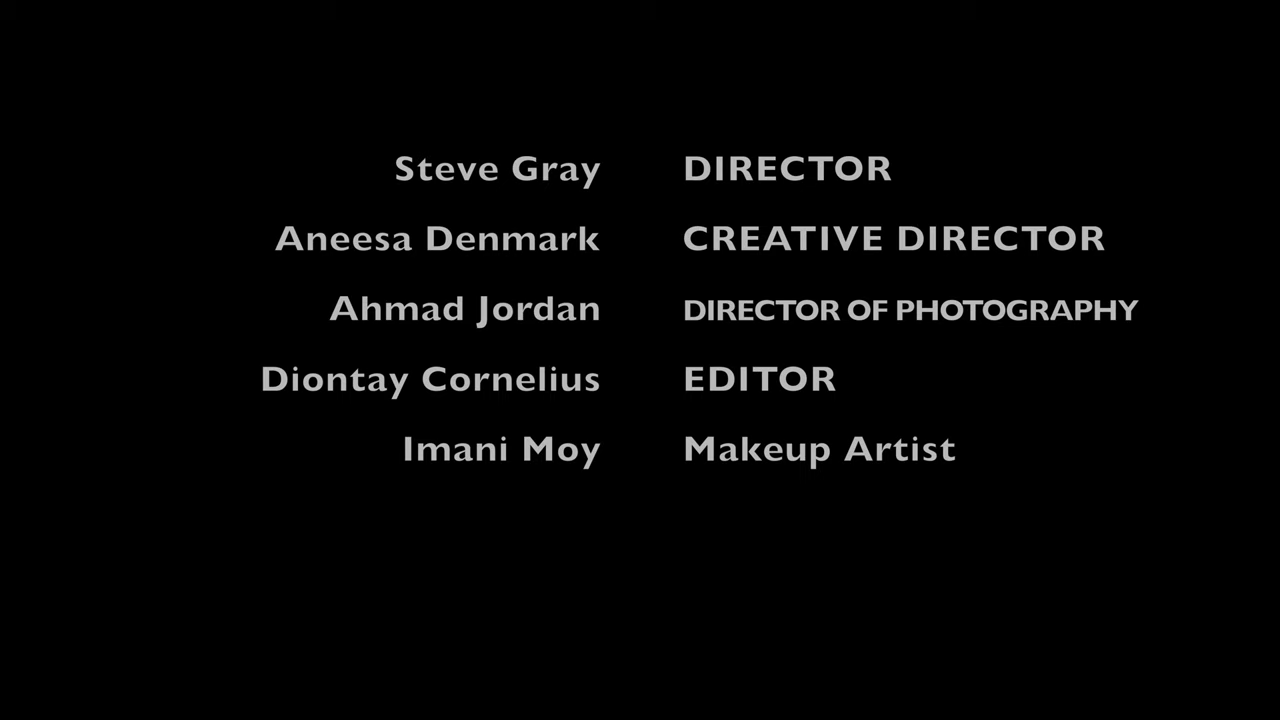 Steve Gray DIRECTOR
Aneesa Denmark CREATIVE DIRECTOR
Ahmad Jordan DIRECTOR OF PHOTOGRAPHY
Diontay Cornelius EDITOR
Imani Moy Makeup Artist